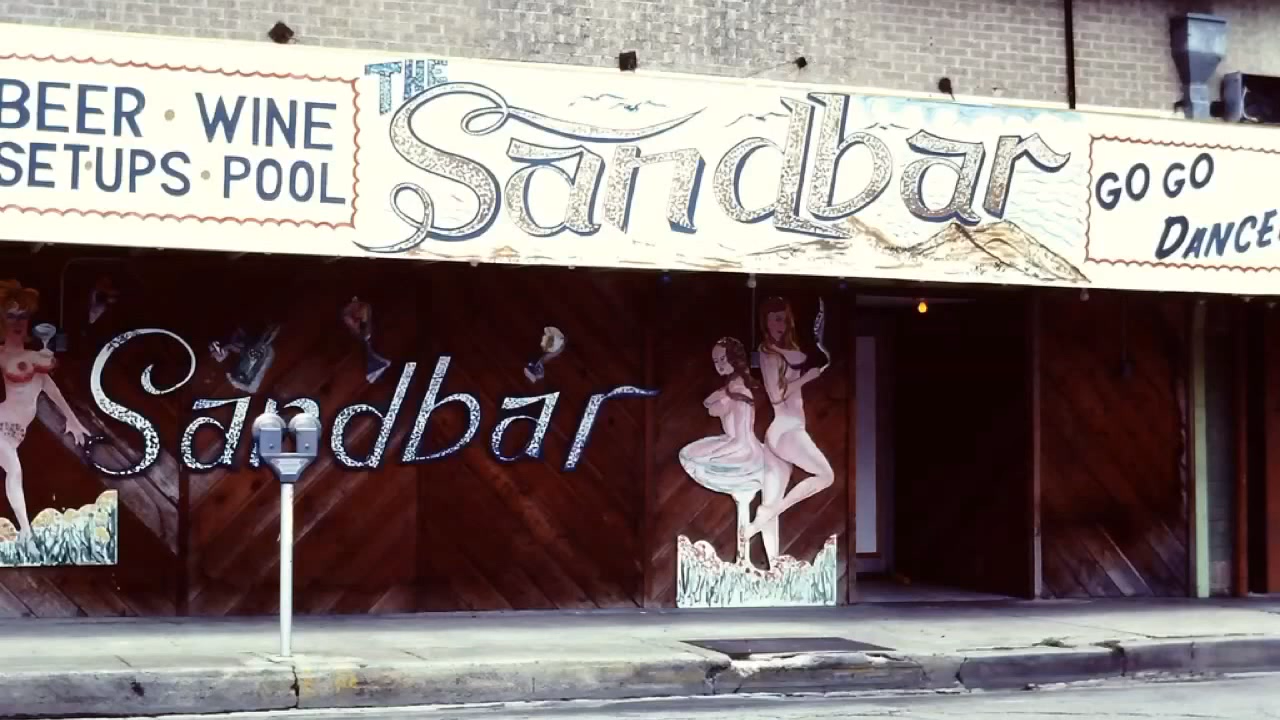 BEER · WINE
SETUPS · POOL
THE
Sandbar
GO GO
DANCE
Sandbar